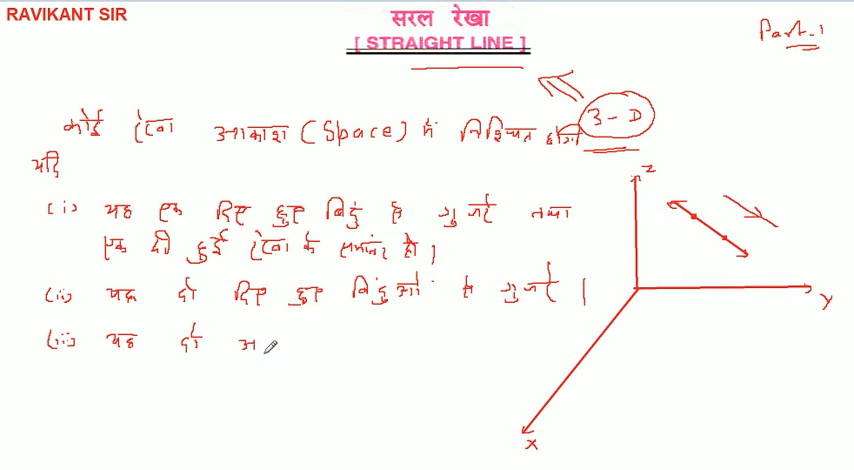 RAVIKANT SIR
सरल रेखा
[ STRAIGHT LINE ]
Part-1
3-D
कोई रेखा आकाश (Space) में निश्चित होगी
यदि
(i) यह एक दिए हुए बिंदु से गुजरे तथा
एक दी हुई रेखा के समांतर हो।
(ii) यह दो दिए हुए बिंदुओं से गुजरे।
(ii) यह दो अ
Z
Y
X